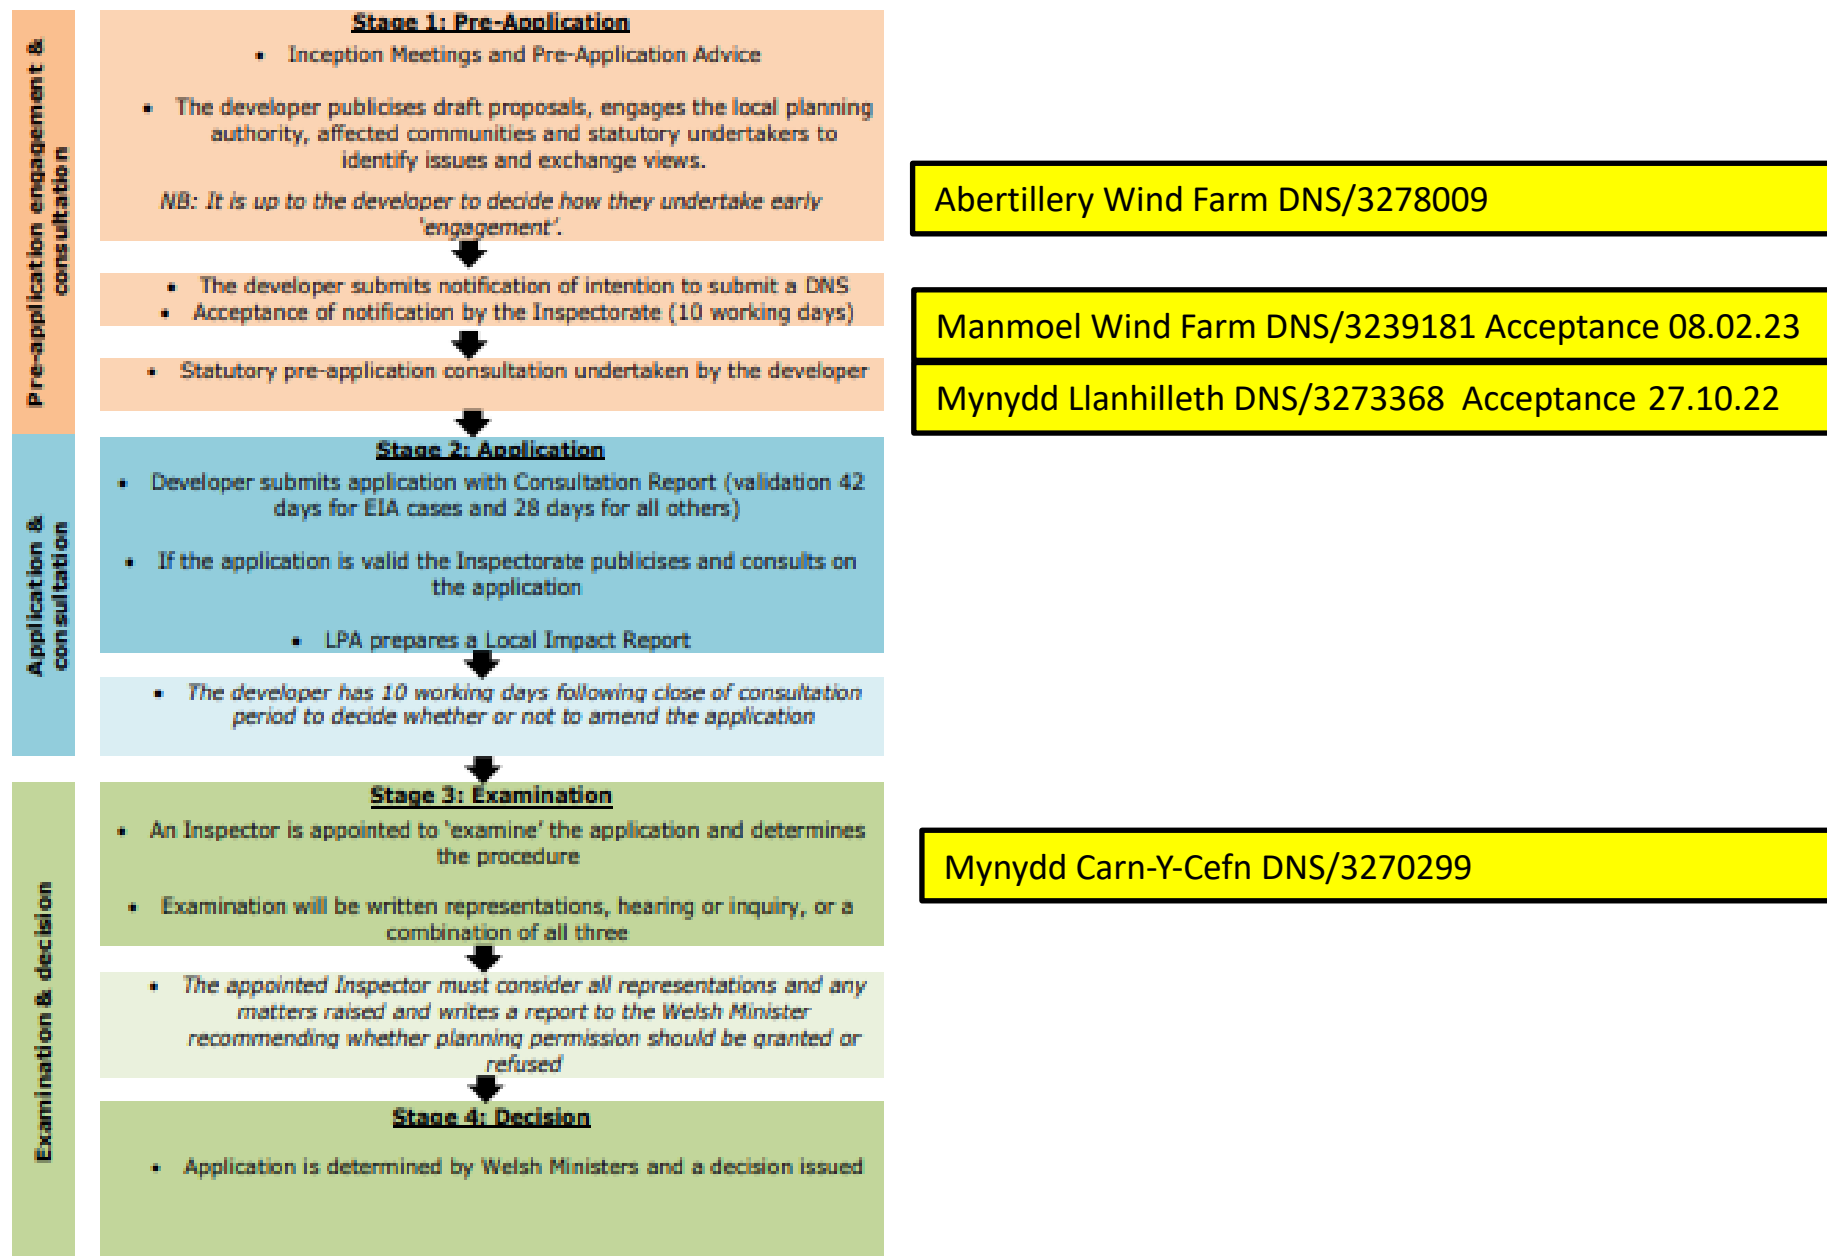 Pre-application engagement &
consultation
Stage 1: Pre-Application
• Inception Meetings and Pre-Application Advice
• The developer publicises draft proposals, engages the local planning
authority, affected communities and statutory undertakers to
identify issues and exchange views.
NB: It is up to the developer to decide how they undertake early
'engagement'.
Abertillery Wind Farm DNS/3278009
• The developer submits notification of intention to submit a DNS
• Acceptance of notification by the Inspectorate (10 working days)
Manmoel Wind Farm DNS/3239181 Acceptance 08.02.23
• Statutory pre-application consultation undertaken by the developer
Mynydd Llanhilleth DNS/3273368 Acceptance 27.10.22
Application &
consultation
Stage 2: Application
• Developer submits application with Consultation Report (validation 42
days for EIA cases and 28 days for all others)
• If the application is valid the Inspectorate publicises and consults on
the application
• LPA prepares a Local Impact Report
• The developer has 10 working days following close of consultation
period to decide whether or not to amend the application
Examination & decision
Stage 3: Examination
• An Inspector is appointed to 'examine' the application and determines
the procedure
• Examination will be written representations, hearing or inquiry, or a
combination of all three
Mynydd Carn-Y-Cefn DNS/3270299
• The appointed Inspector must consider all representations and any
matters raised and writes a report to the Welsh Minister
recommending whether planning permission should be granted or
refused
Stage 4: Decision
• Application is determined by Welsh Ministers and a decision issued